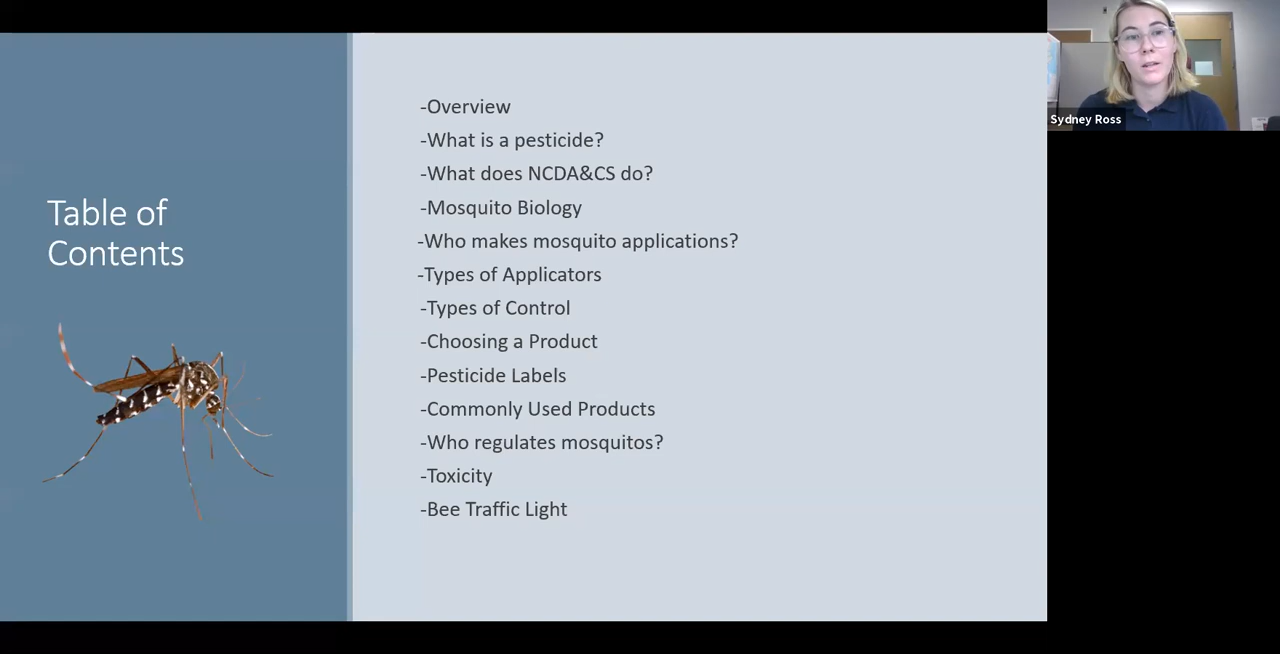 Table of
Contents
-Overview
-What is a pesticide?
-What does NCDA&CS do?
-Mosquito Biology
-Who makes mosquito applications?
-Types of Applicators
-Types of Control
-Choosing a Product
-Pesticide Labels
-Commonly Used Products
-Who regulates mosquitos?
-Toxicity
-Bee Traffic Light
Sydney Ross